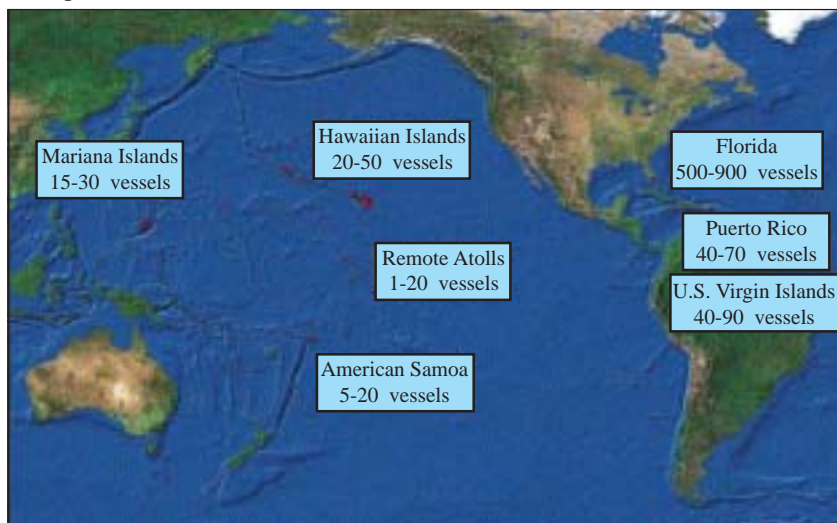 Hawaiian Islands
20-50 vessels
Mariana Islands
15-30 vessels
Florida
500-900 vessels
Puerto Rico
40-70 vessels
Remote Atolls
1-20 vessels
U.S. Virgin Islands
40-90 vessels
American Samoa
5-20 vessels